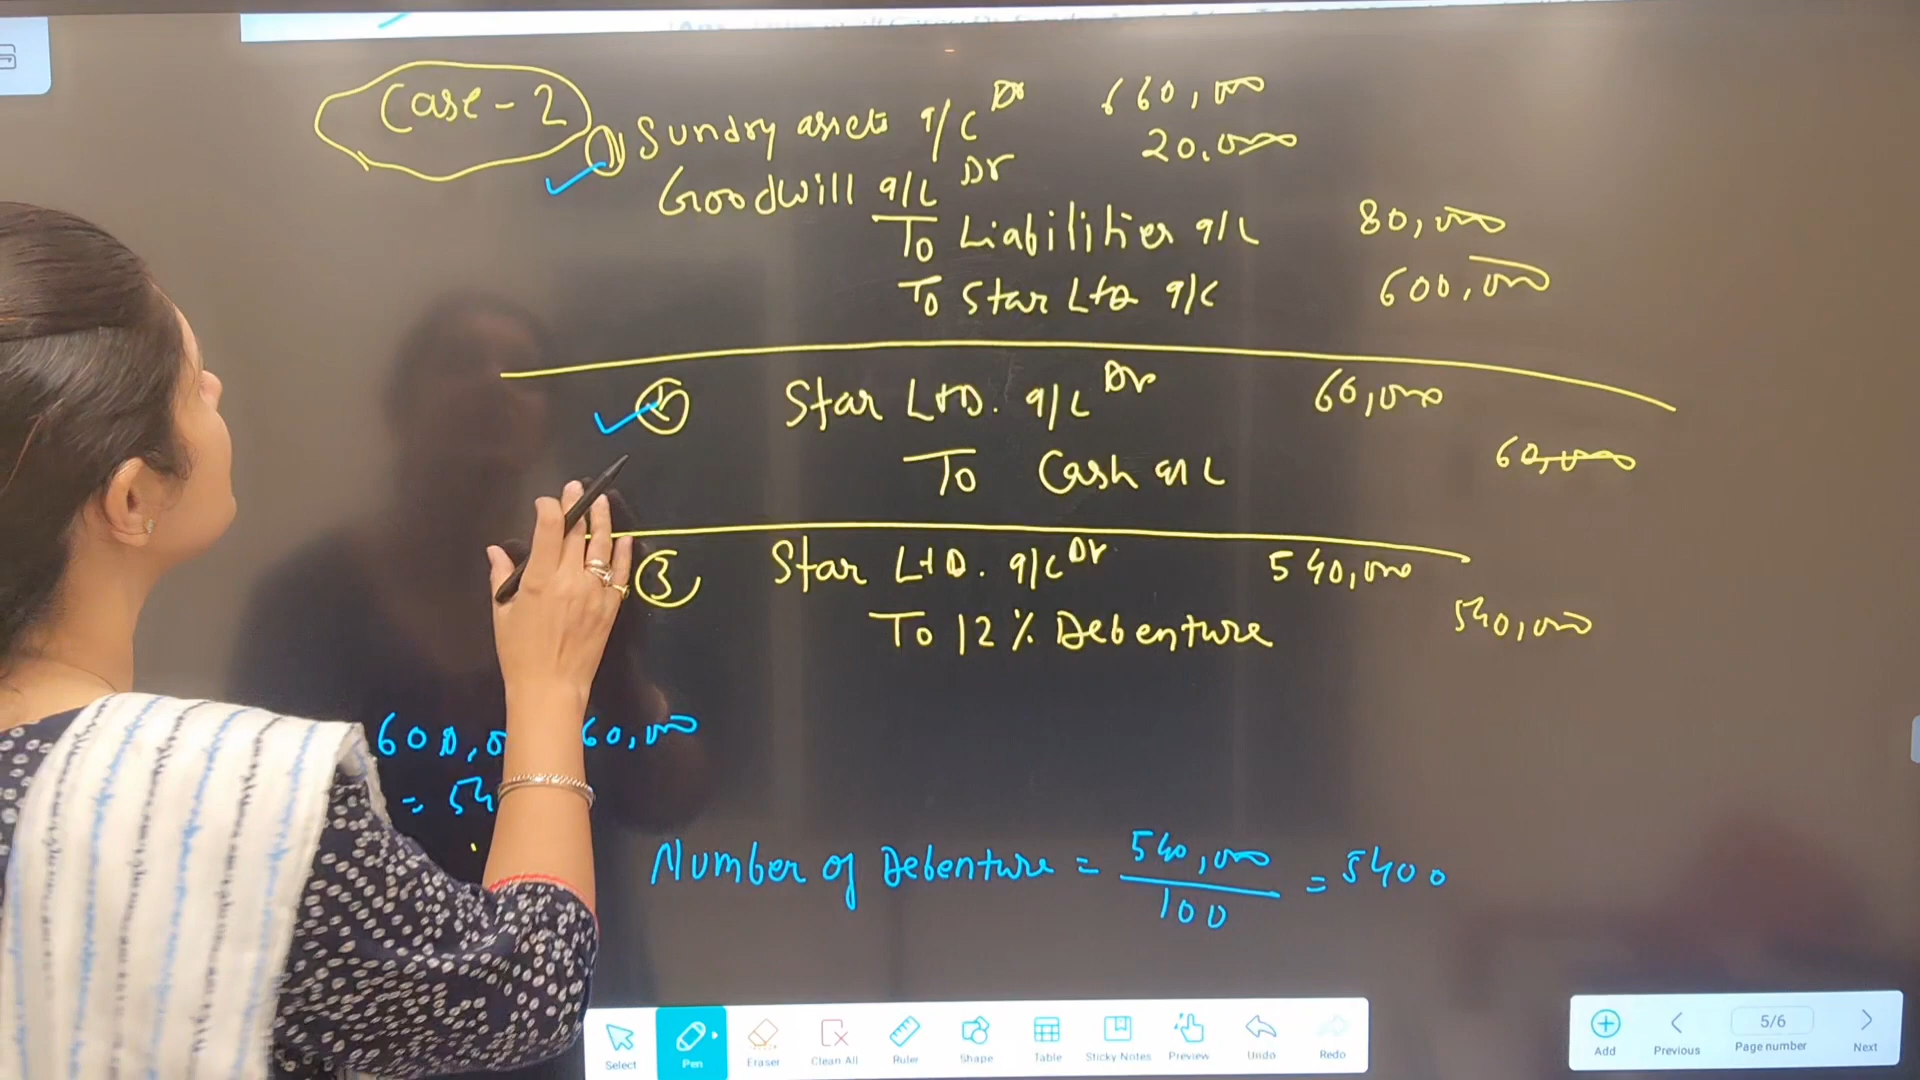 Case-2
① Sundry assets a/c Dr 660,000
Goodwill a/c Dr 20,000
To Liabilities a/c 80,000
To Star Ltd a/c 600,000
② Star LtD. a/c Dr 60,000
To Cash a/c 60,000
③ Star LtD. a/c Dr 540,000
To 12% Debenture 540,000
600,0 60,000
= 54
Number of Debenture = 540,000 / 100 = 5400
Select Pen Eraser Clean All Ruler Shape Table Sticky Notes Preview Undo Redo
Add Previous 5/6 Page number Next